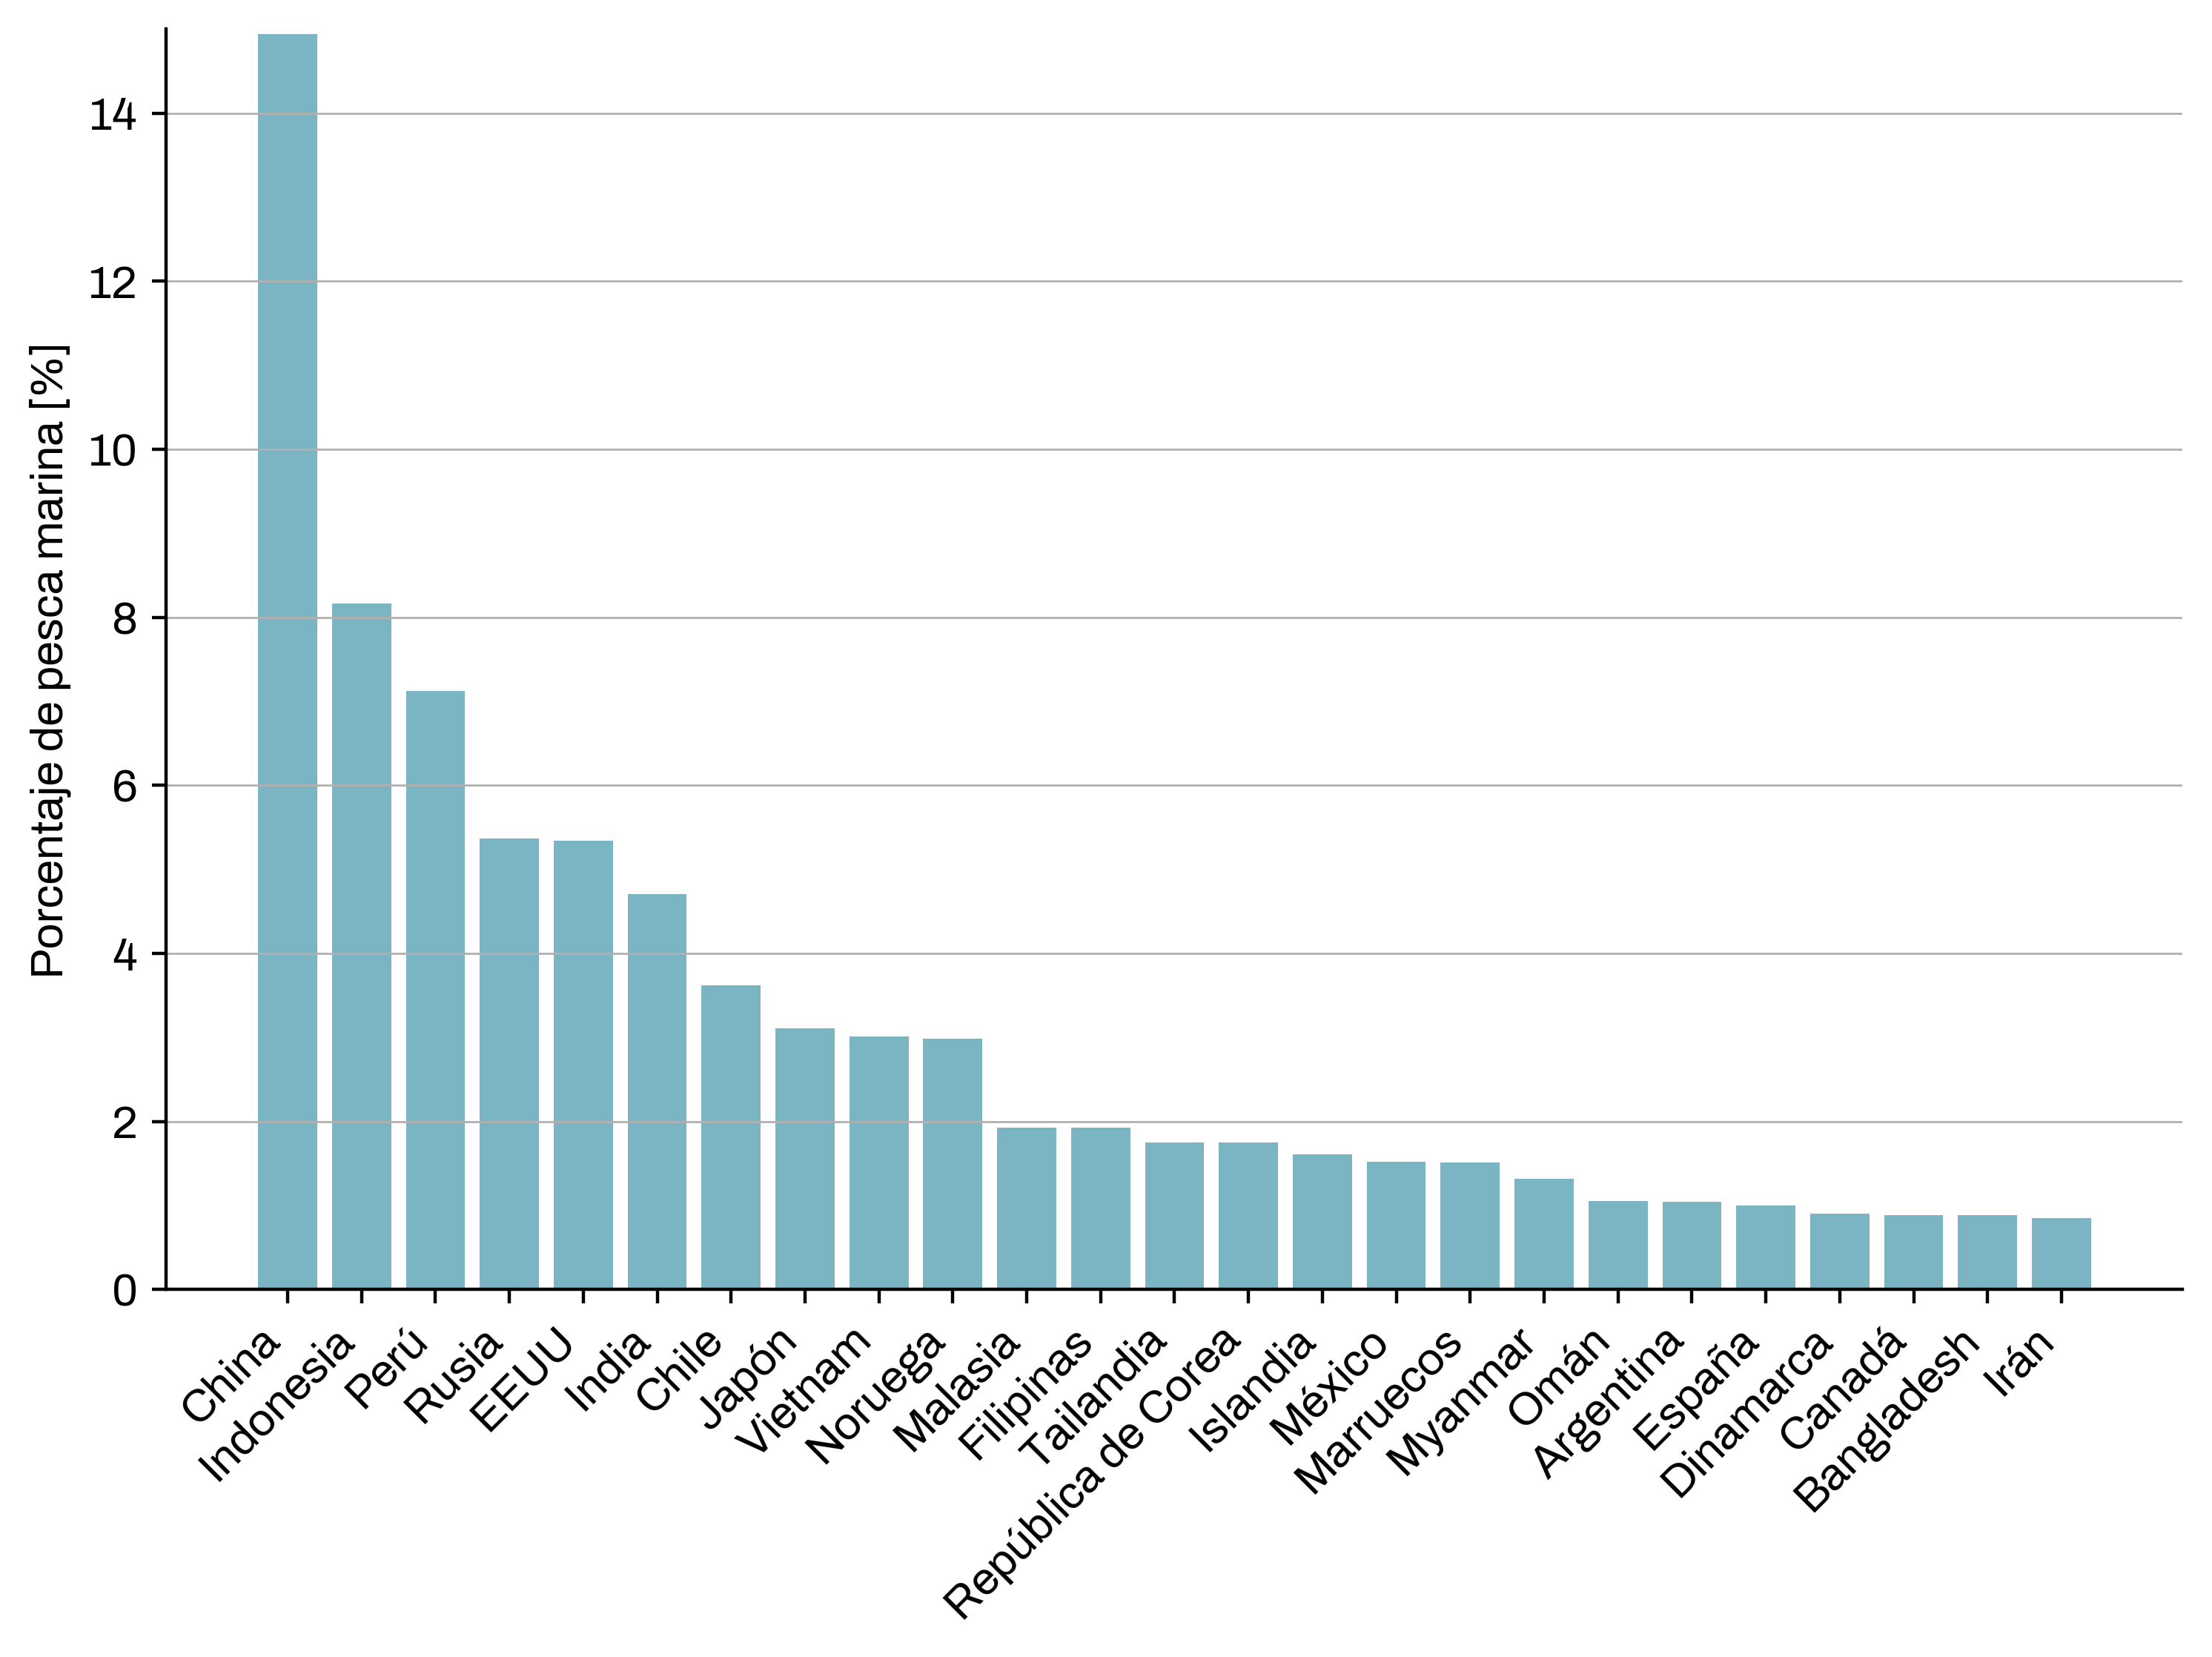 Porcentaje de pesca marina [%]
14
12
10
8
6
4
2
0
China
Indonesia
Perú
Rusia
EEUU
India
Chile
Japón
Vietnam
Noruega
Malasia
Filipinas
Tailandia
República de Corea
Islandia
México
Marruecos
Myanmar
Omán
Argentina
España
Dinamarca
Canadá
Bangladesh
Irán